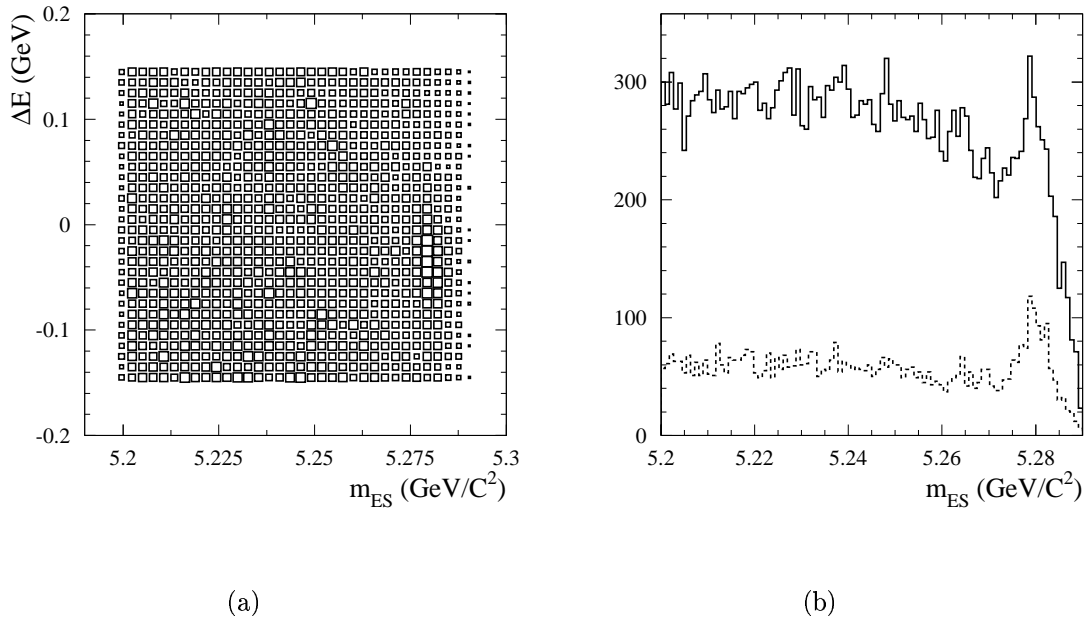 ΔE (GeV)
0.2
0.1
0
-0.1
-0.2
5.2 5.225 5.25 5.275 5.3
m_ES (GeV/C²)
300
200
100
0
5.2 5.22 5.24 5.26 5.28
m_ES (GeV/C²)
(a) (b)